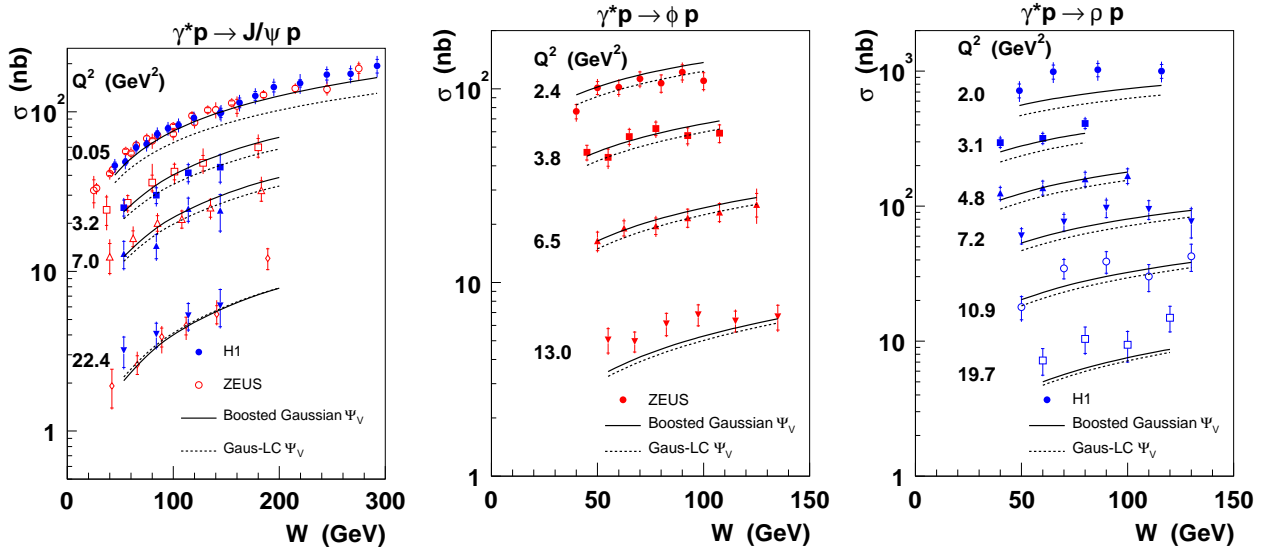 γ*p → J/ψ p
σ (nb)
Q² (GeV²)
0.05
3.2
7.0
22.4
10²
10
1
H1
ZEUS
Boosted Gaussian Ψ_V
Gaus-LC Ψ_V
0 100 200 300
W (GeV)
γ*p → φ p
σ (nb)
Q² (GeV²)
2.4
3.8
6.5
13.0
10²
10
1
ZEUS
Boosted Gaussian Ψ_V
Gaus-LC Ψ_V
0 50 100 150
W (GeV)
γ*p → ρ p
σ (nb)
Q² (GeV²)
2.0
3.1
4.8
7.2
10.9
19.7
10³
10²
10
1
H1
Boosted Gaussian Ψ_V
Gaus-LC Ψ_V
0 50 100 150
W (GeV)